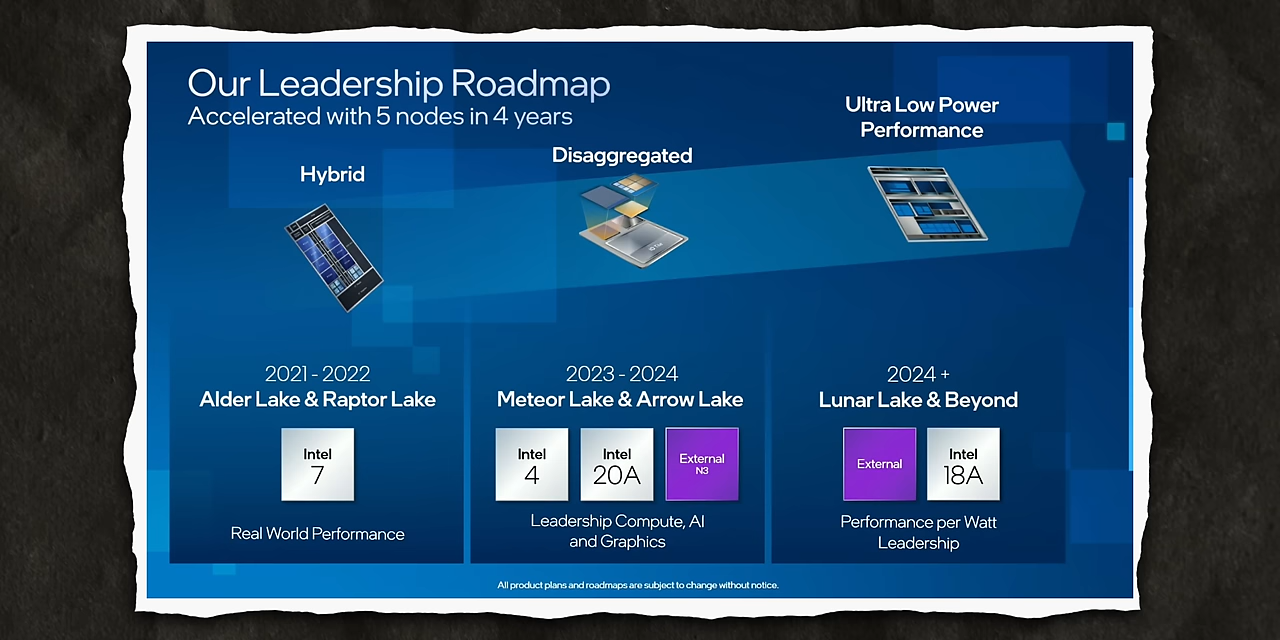 Our Leadership Roadmap
Accelerated with 5 nodes in 4 years
Hybrid
Disaggregated
Ultra Low Power
Performance
2021 - 2022
Alder Lake & Raptor Lake
Intel
7
Real World Performance
2023 - 2024
Meteor Lake & Arrow Lake
Intel
4
Intel
20A
External
N3
Leadership Compute, AI
and Graphics
2024 +
Lunar Lake & Beyond
External
Intel
18A
Performance per Watt
Leadership
All product plans and roadmaps are subject to change without notice.